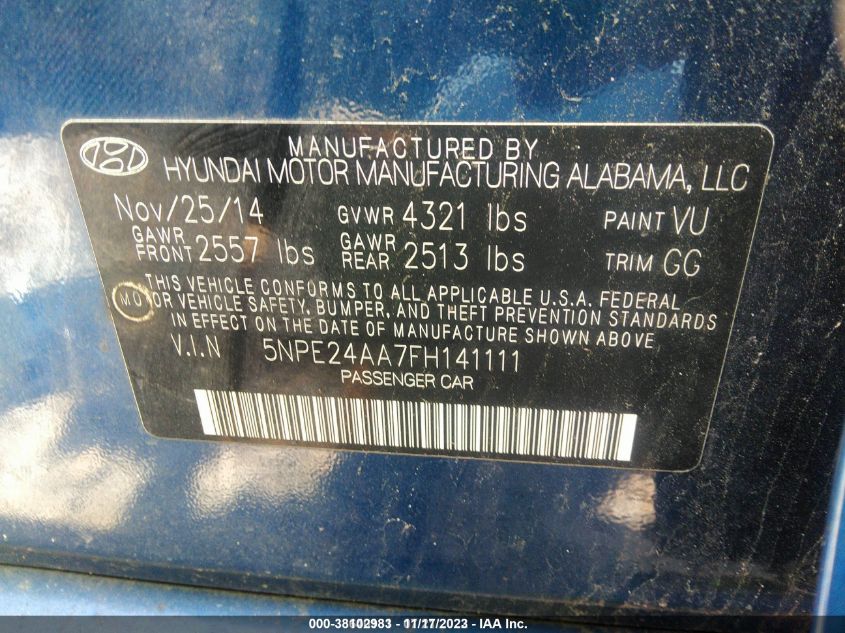 MANUFACTURED BY
HYUNDAI MOTOR MANUFACTURING ALABAMA, LLC
Nov/25/14 GVWR 4321 lbs PAINT VU
GAWR FRONT 2557 lbs GAWR REAR 2513 lbs TRIM GG
THIS VEHICLE CONFORMS TO ALL APPLICABLE U.S.A. FEDERAL
MOTOR VEHICLE SAFETY, BUMPER, AND THEFT PREVENTION STANDARDS
IN EFFECT ON THE DATE OF MANUFACTURE SHOWN ABOVE.
V.I.N 5NPE24AA7FH141111
PASSENGER CAR
000-38102983 - 11/17/2023 - IAA Inc.